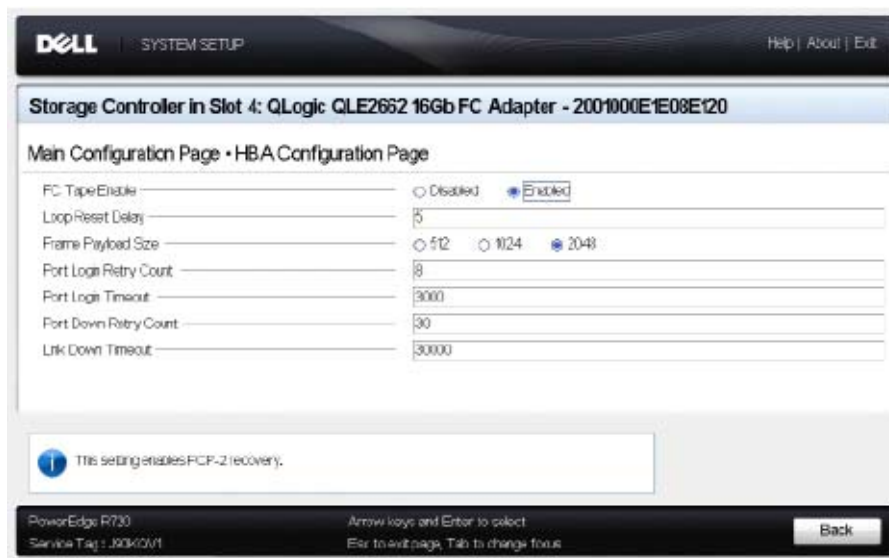 DELL SYSTEM SETUP Help | About | Exit
Storage Controller in Slot 4: QLogic QLE2662 16Gb FC Adapter - 2001000E1E08E120
Main Configuration Page • HBA Configuration Page
FC Tape Enable Disabled Enabled
Loop Reset Delay 5
Frame Payload Size 512 1024 2048
Port Login Retry Count 8
Port Login Timeout 3000
Port Down Retry Count 30
Link Down Timeout 30000
This setting enables FCP-2 recovery.
PowerEdge R730 Arrow keys and Enter to select
Service Tag : Esc to exit page, Tab to change focus
Back